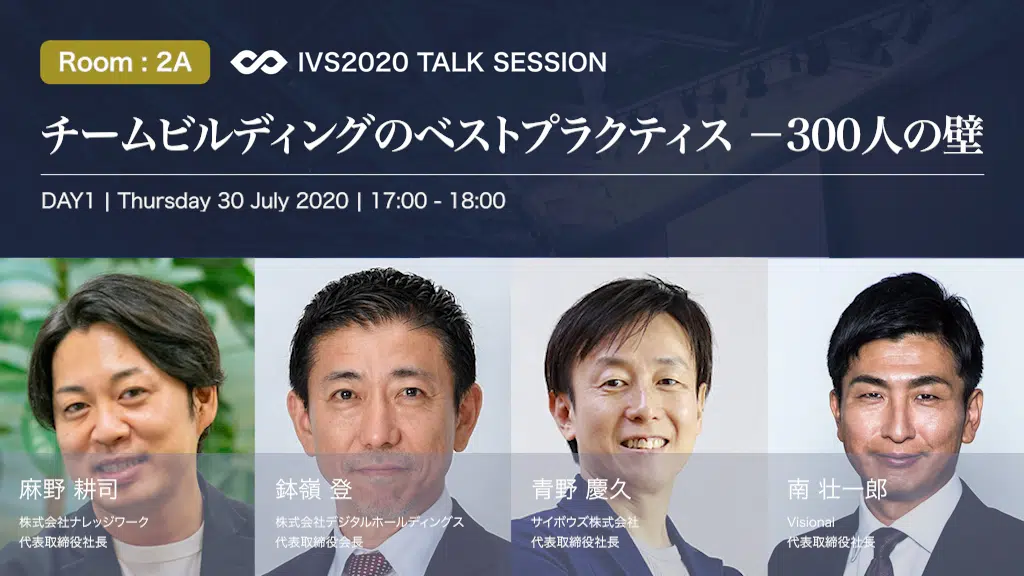 Room : 2A
IVS2020 TALK SESSION
チームビルディングのベストプラクティス －300人の壁
DAY1 | Thursday 30 July 2020 | 17:00 - 18:00
麻野 耕司
株式会社ナレッジワーク
代表取締役社長
鉢嶺 登
株式会社デジタルホールディングス
代表取締役会長
青野 慶久
サイボウズ株式会社
代表取締役社長
南 壮一郎
Visional
代表取締役社長